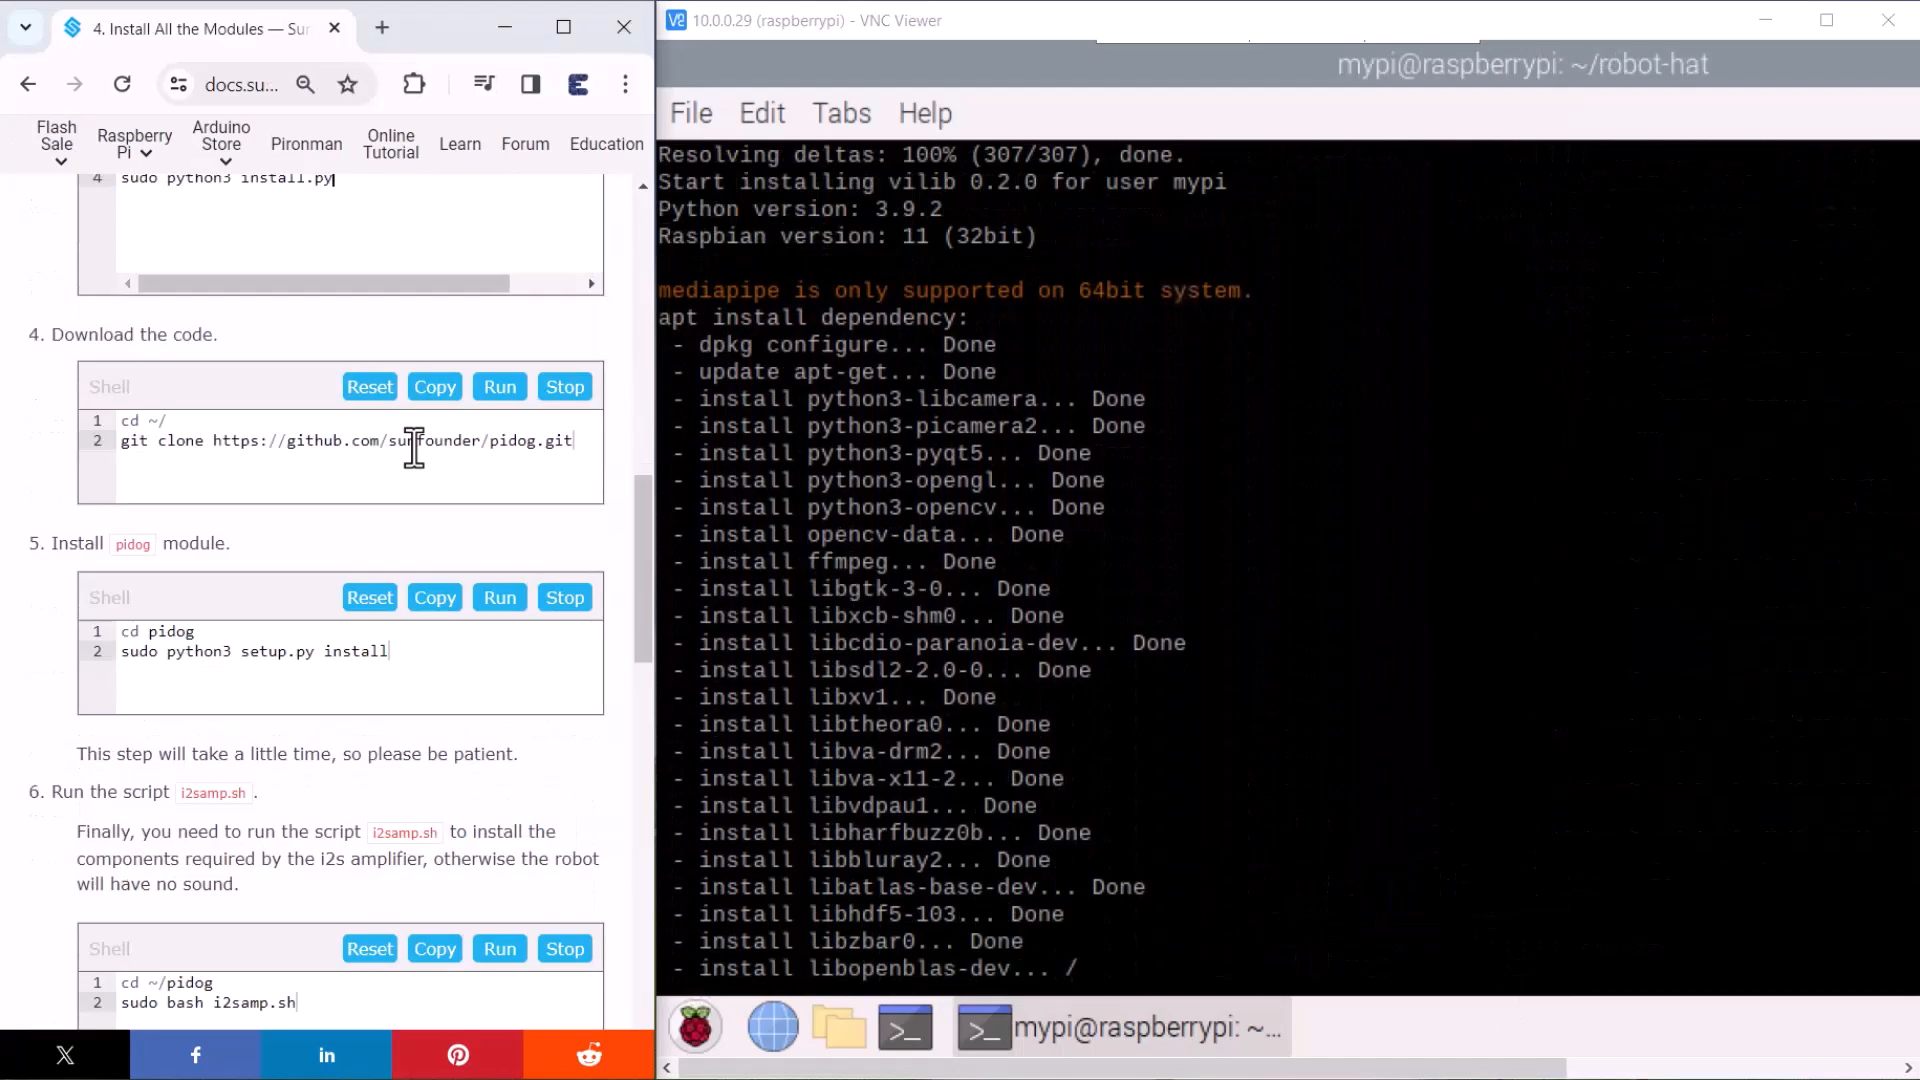 4. Install All the Modules — Sur
docs.su...
Flash Sale
Raspberry Pi
Arduino Store
Pironman
Online Tutorial
Learn
Forum
Education
4 sudo python3 install.py
4. Download the code.
Shell
Reset Copy Run Stop
1 cd ~/
2 git clone https://github.com/sunfounder/pidog.git
5. Install pidog module.
Shell
Reset Copy Run Stop
1 cd pidog
2 sudo python3 setup.py install
This step will take a little time, so please be patient.
6. Run the script i2samp.sh .
Finally, you need to run the script i2samp.sh to install the
components required by the i2s amplifier, otherwise the robot
will have no sound.
Shell
Reset Copy Run Stop
1 cd ~/pidog
2 sudo bash i2samp.sh
10.0.0.29 (raspberrypi) - VNC Viewer
mypi@raspberrypi: ~/robot-hat
File Edit Tabs Help
Resolving deltas: 100% (307/307), done.
Start installing vilib 0.2.0 for user mypi
Python version: 3.9.2
Raspbian version: 11 (32bit)
mediapipe is only supported on 64bit system.
apt install dependency:
- dpkg configure... Done
- update apt-get... Done
- install python3-libcamera... Done
- install python3-picamera2... Done
- install python3-pyqt5... Done
- install python3-opengl... Done
- install python3-opencv... Done
- install opencv-data... Done
- install ffmpeg... Done
- install libgtk-3-0... Done
- install libxcb-shm0... Done
- install libcdio-paranoia-dev... Done
- install libsdl2-2.0-0... Done
- install libxv1... Done
- install libtheora0... Done
- install libva-drm2... Done
- install libva-x11-2... Done
- install libvdpau1... Done
- install libharfbuzz0b... Done
- install libbluray2... Done
- install libatlas-base-dev... Done
- install libhdf5-103... Done
- install libzbar0... Done
- install libopenblas-dev... /
mypi@raspberrypi: ~...